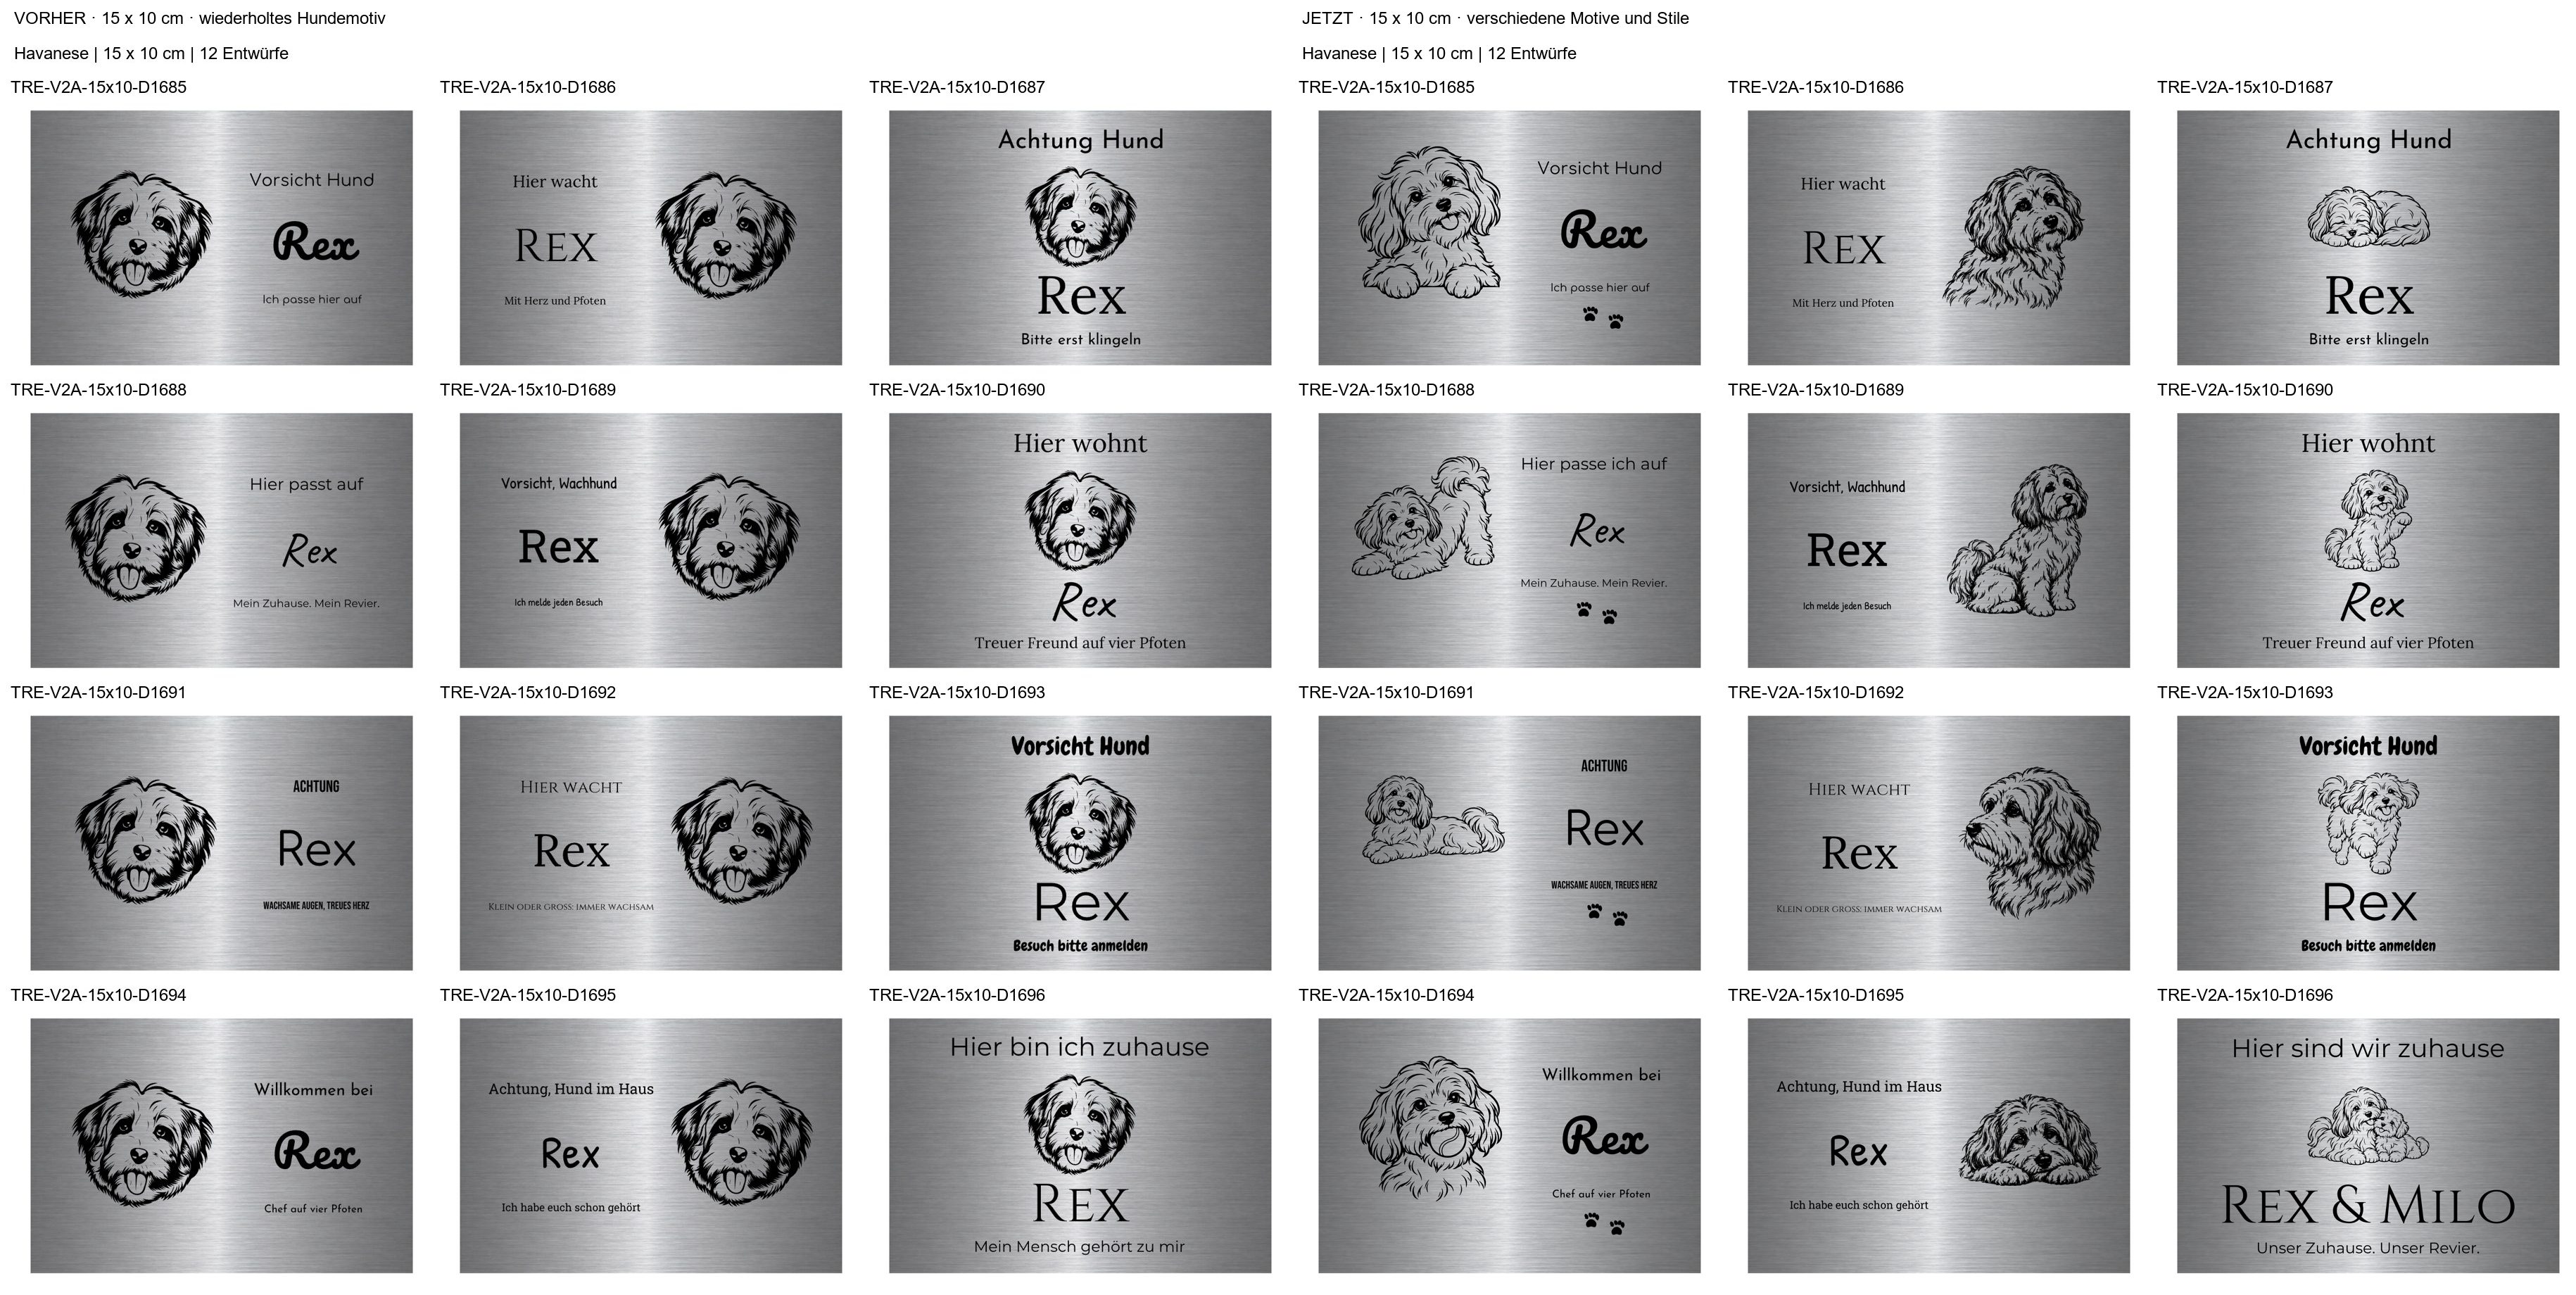 VORHER · 15 x 10 cm · wiederholtes Hundemotiv
Havanese | 15 x 10 cm | 12 Entwürfe
TRE-V2A-15x10-D1685
Vorsicht Hund
Rex
Ich passe hier auf
TRE-V2A-15x10-D1686
Hier wacht
REX
Mit Herz und Pfoten
TRE-V2A-15x10-D1687
Achtung Hund
Rex
Bitte erst klingeln
TRE-V2A-15x10-D1688
Hier passt auf
Rex
Mein Zuhause. Mein Revier.
TRE-V2A-15x10-D1689
Vorsicht, Wachhund
Rex
Ich melde jeden Besuch
TRE-V2A-15x10-D1690
Hier wohnt
Rex
Treuer Freund auf vier Pfoten
TRE-V2A-15x10-D1691
ACHTUNG
Rex
WACHSAME AUGEN, TREUES HERZ
TRE-V2A-15x10-D1692
HIER WACHT
Rex
KLEIN ODER GROSS: IMMER WACHSAM
TRE-V2A-15x10-D1693
Vorsicht Hund
Rex
Besuch bitte anmelden
TRE-V2A-15x10-D1694
Willkommen bei
Rex
Chef auf vier Pfoten
TRE-V2A-15x10-D1695
Achtung, Hund im Haus
Rex
Ich habe euch schon gehört
TRE-V2A-15x10-D1696
Hier bin ich zuhause
REX
Mein Mensch gehört zu mir
JETZT · 15 x 10 cm · verschiedene Motive und Stile
Havanese | 15 x 10 cm | 12 Entwürfe
TRE-V2A-15x10-D1685
Vorsicht Hund
Rex
Ich passe hier auf
TRE-V2A-15x10-D1686
Hier wacht
REX
Mit Herz und Pfoten
TRE-V2A-15x10-D1687
Achtung Hund
Rex
Bitte erst klingeln
TRE-V2A-15x10-D1688
Hier passe ich auf
Rex
Mein Zuhause. Mein Revier.
TRE-V2A-15x10-D1689
Vorsicht, Wachhund
Rex
Ich melde jeden Besuch
TRE-V2A-15x10-D1690
Hier wohnt
Rex
Treuer Freund auf vier Pfoten
TRE-V2A-15x10-D1691
ACHTUNG
Rex
WACHSAME AUGEN, TREUES HERZ
TRE-V2A-15x10-D1692
HIER WACHT
Rex
KLEIN ODER GROSS: IMMER WACHSAM
TRE-V2A-15x10-D1693
Vorsicht Hund
Rex
Besuch bitte anmelden
TRE-V2A-15x10-D1694
Willkommen bei
Rex
Chef auf vier Pfoten
TRE-V2A-15x10-D1695
Achtung, Hund im Haus
Rex
Ich habe euch schon gehört
TRE-V2A-15x10-D1696
Hier sind wir zuhause
REX & MILO
Unser Zuhause. Unser Revier.